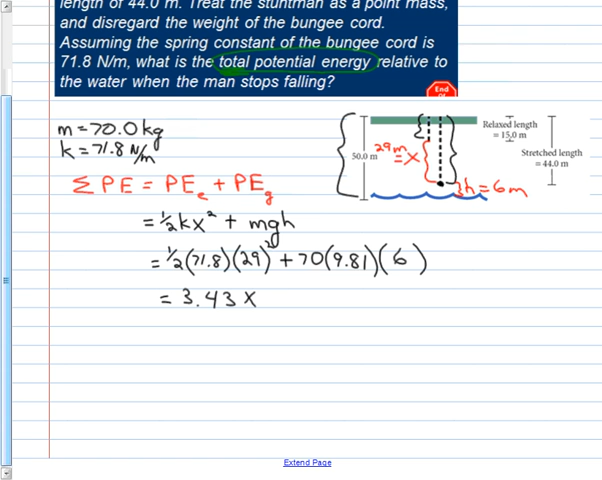 length of 44.0 m. Treat the stuntman as a point mass,
and disregard the weight of the bungee cord.
Assuming the spring constant of the bungee cord is
71.8 N/m, what is the total potential energy relative to
the water when the man stops falling?
End
of
m = 70.0 kg
k = 71.8 N/m
Relaxed length
= 15.0 m
Stretched length
= 44.0 m
50.0 m
29 m
= x
h = 6 m
Σ PE = PEe + PEg
= ½kx² + mgh
= ½(71.8)(29)² + 70(9.81)(6)
= 3.43 x
Extend Page